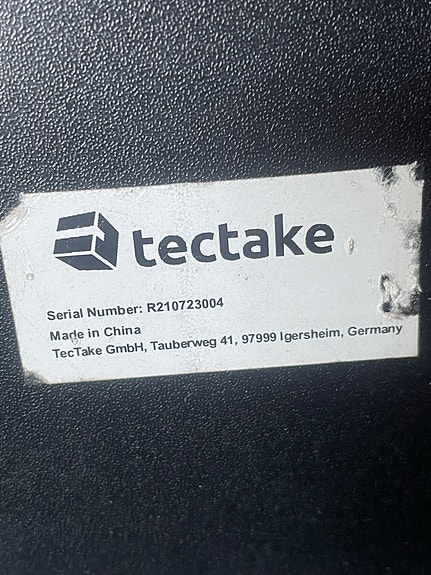 tectake
Serial Number: R210723004
Made in China
TecTake GmbH, Tauberweg 41, 97999 Igersheim, Germany